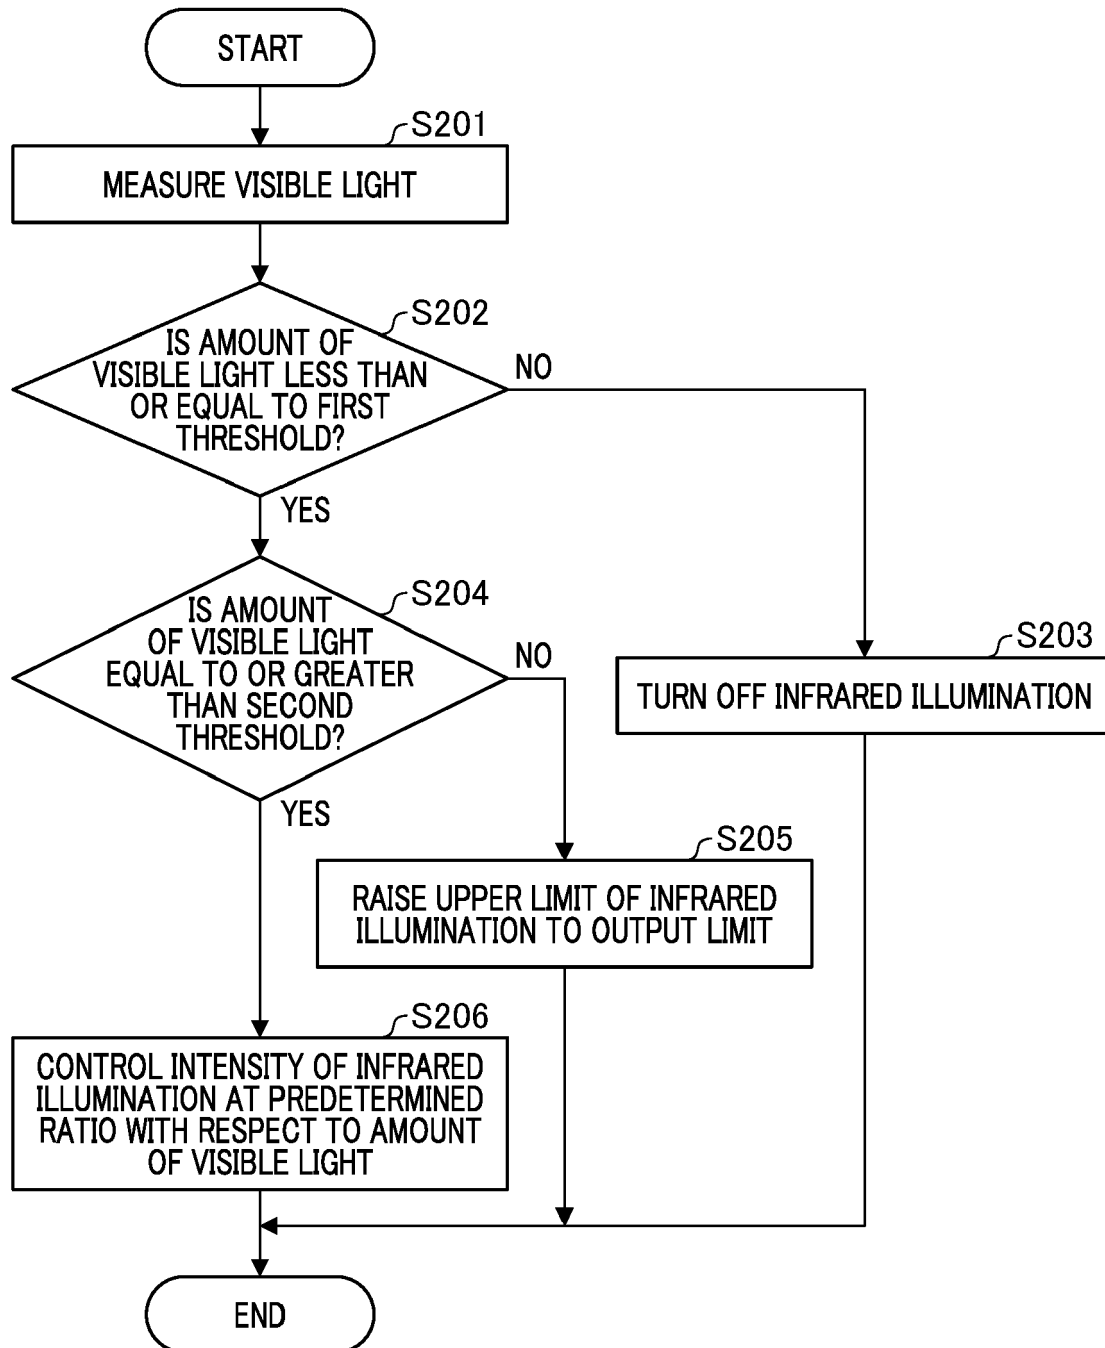 START
S201
MEASURE VISIBLE LIGHT
S202
IS AMOUNT OF
VISIBLE LIGHT LESS THAN
OR EQUAL TO FIRST
THRESHOLD?
NO
YES
S204
IS AMOUNT
OF VISIBLE LIGHT
EQUAL TO OR GREATER
THAN SECOND
THRESHOLD?
NO
YES
S203
TURN OFF INFRARED ILLUMINATION
S205
RAISE UPPER LIMIT OF INFRARED
ILLUMINATION TO OUTPUT LIMIT
S206
CONTROL INTENSITY OF INFRARED
ILLUMINATION AT PREDETERMINED
RATIO WITH RESPECT TO AMOUNT
OF VISIBLE LIGHT
END